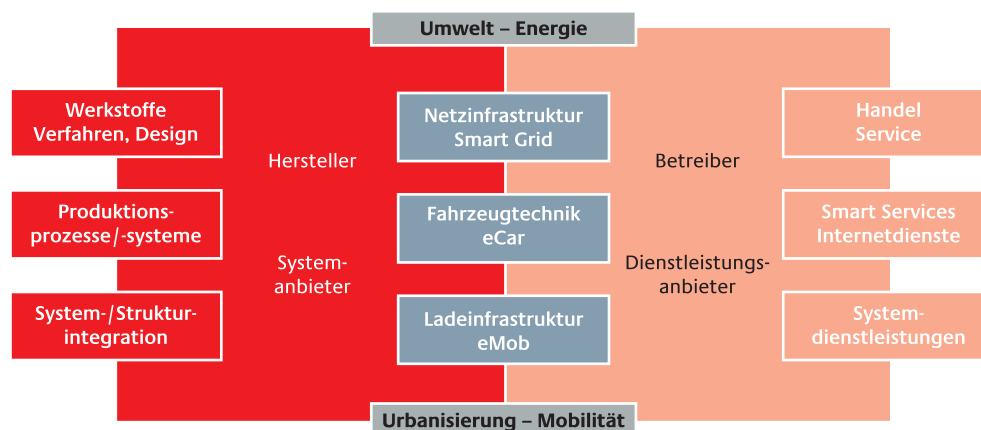 Umwelt – Energie
Werkstoffe
Verfahren, Design
Netzinfrastruktur
Smart Grid
Handel
Service
Hersteller
Betreiber
Produktions-
prozesse/-systeme
Fahrzeugtechnik
eCar
Smart Services
Internetdienste
System-
anbieter
Dienstleistungs-
anbieter
System-/Struktur-
integration
Ladeinfrastruktur
eMob
System-
dienstleistungen
Urbanisierung – Mobilität